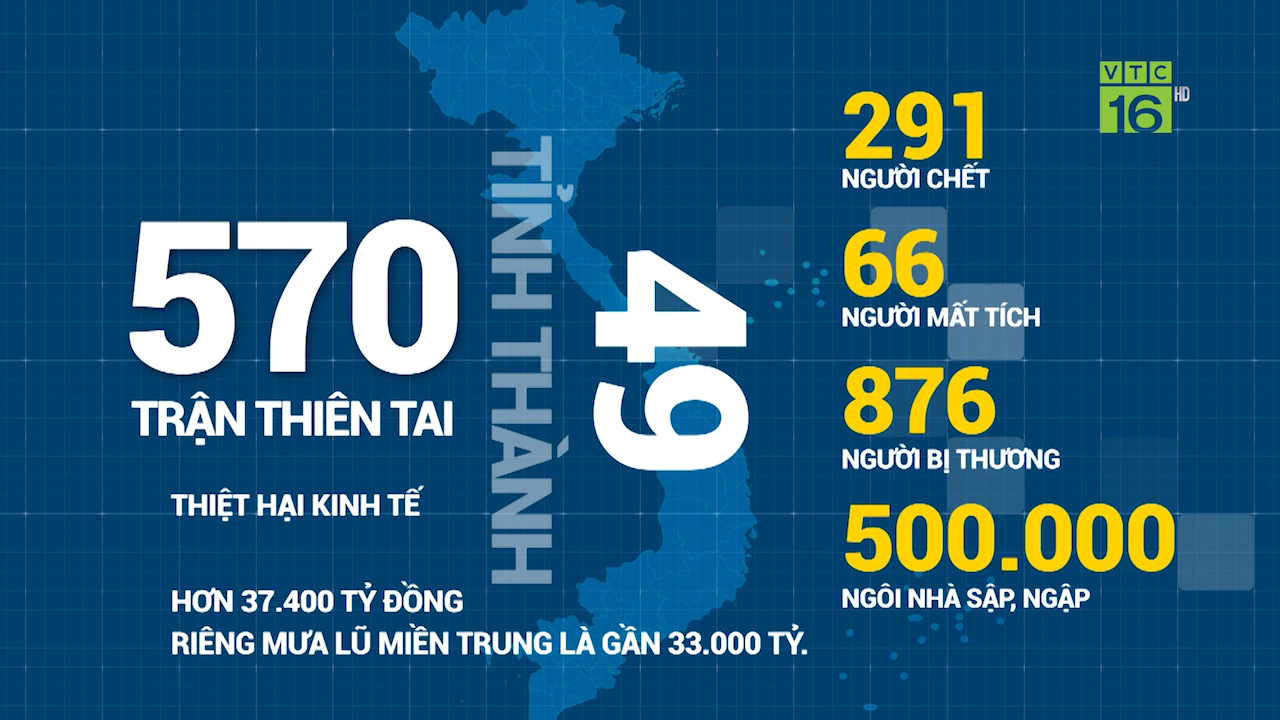 570
TRẬN THIÊN TAI
THIỆT HẠI KINH TẾ
HƠN 37.400 TỶ ĐỒNG
RIÊNG MƯA LŨ MIỀN TRUNG LÀ GẦN 33.000 TỶ.
49
TỈNH THÀNH
291
NGƯỜI CHẾT
66
NGƯỜI MẤT TÍCH
876
NGƯỜI BỊ THƯƠNG
500.000
NGÔI NHÀ SẬP, NGẬP
VTC
16 HD